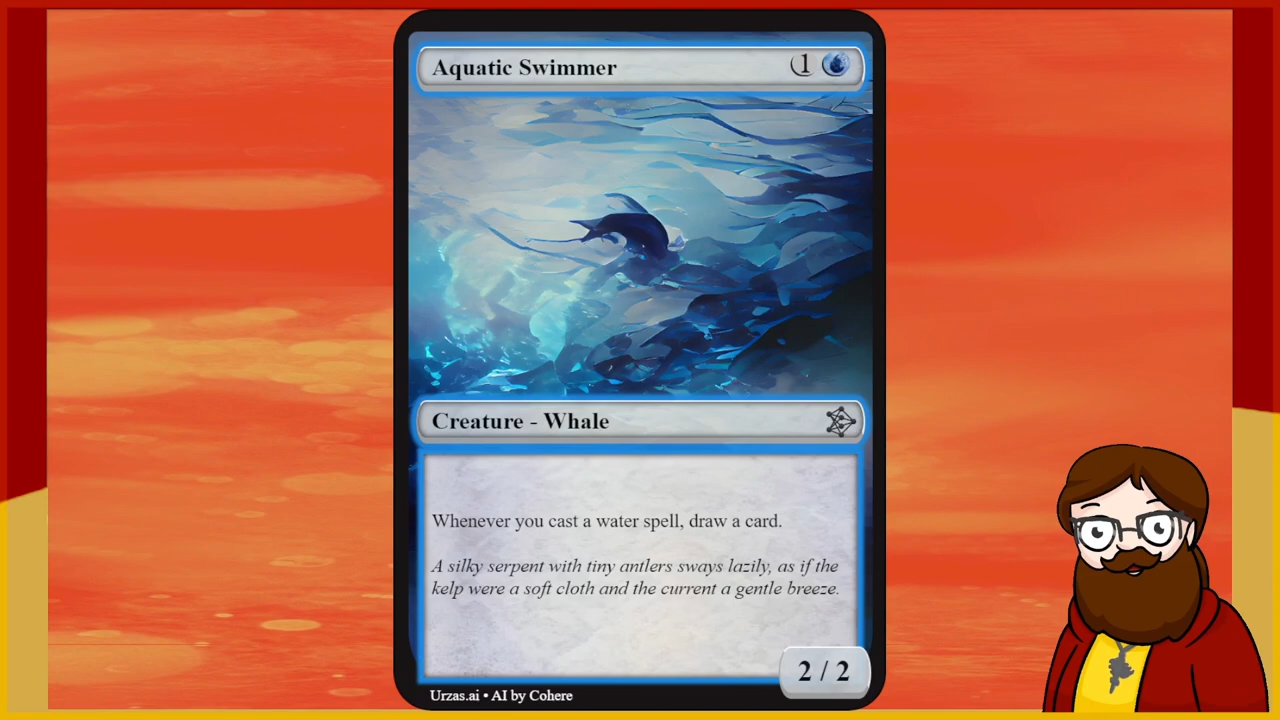 Aquatic Swimmer 1
Creature - Whale
Whenever you cast a water spell, draw a card.
A silky serpent with tiny antlers sways lazily, as if the
kelp were a soft cloth and the current a gentle breeze.
2 / 2
Urzas.ai • AI by Cohere